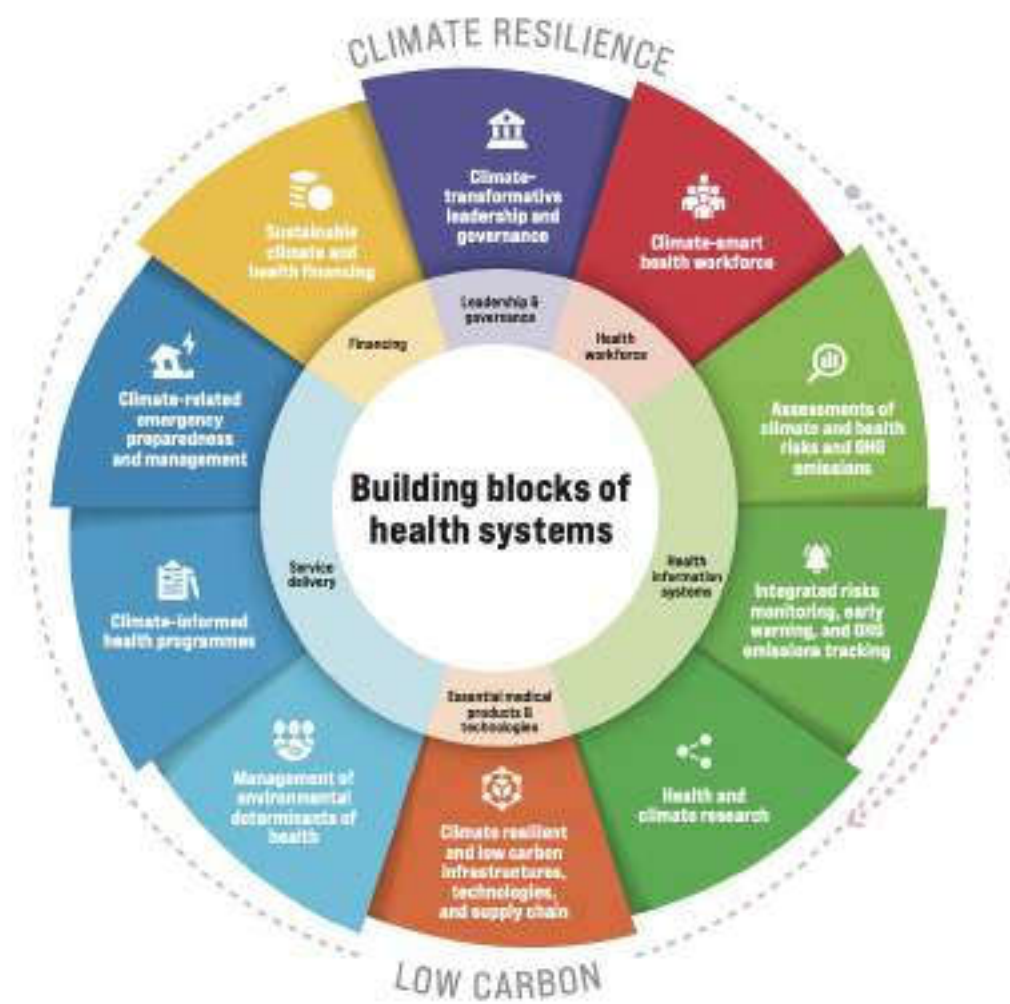 CLIMATE RESILIENCE
Climate-
transformative
leadership and
governance
Climate-smart
health workforce
Assessments of
climate and health
risks and GHG
emissions
Integrated risks
monitoring, early
warning, and GHG
emissions tracking
Health and
climate research
Climate resilient
and low carbon
infrastructures,
technologies,
and supply chain
Management of
environmental
determinants of
health
Climate-informed
health programmes
Climate-related
emergency
preparedness
and management
Sustainable
climate and
health financing
Leadership &
governance
Health
workforce
Health
information
systems
Essential medical
products &
technologies
Service
delivery
Financing
Building blocks of
health systems
LOW CARBON